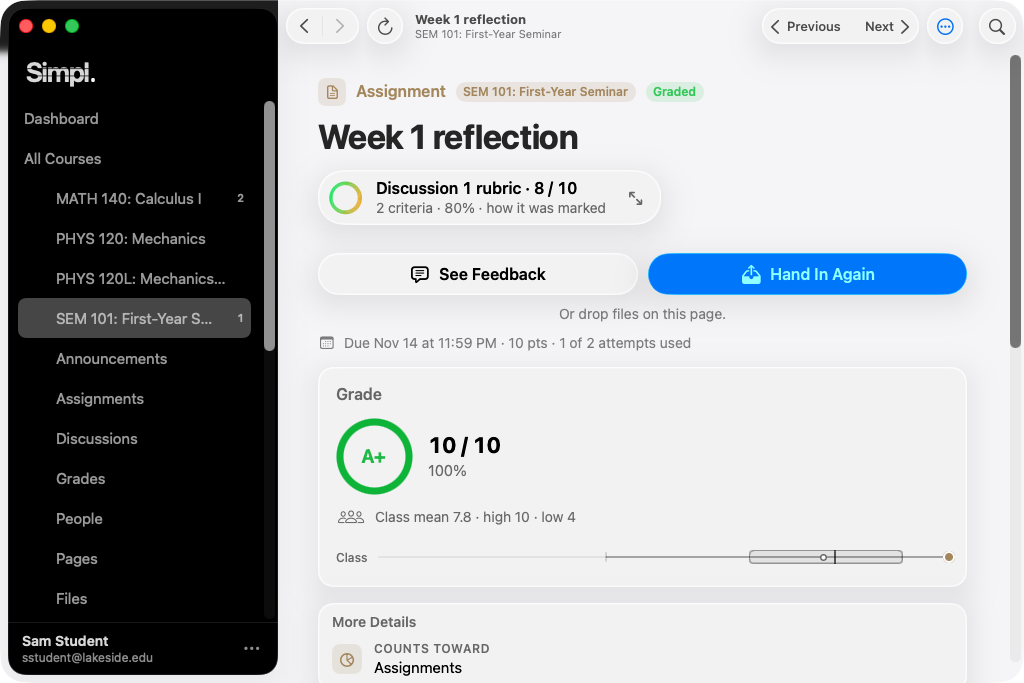 Simpl.
Dashboard
All Courses
MATH 140: Calculus I 2
PHYS 120: Mechanics
PHYS 120L: Mechanics...
SEM 101: First-Year S... 1
Announcements
Assignments
Discussions
Grades
People
Pages
Files
Sam Student
sstudent@lakeside.edu
Week 1 reflection
SEM 101: First-Year Seminar
Previous Next
Assignment SEM 101: First-Year Seminar Graded
Week 1 reflection
Discussion 1 rubric · 8 / 10
2 criteria · 80% · how it was marked
See Feedback
Hand In Again
Or drop files on this page.
Due Nov 14 at 11:59 PM · 10 pts · 1 of 2 attempts used
Grade
A+
10 / 10
100%
Class mean 7.8 · high 10 · low 4
Class
More Details
COUNTS TOWARD
Assignments